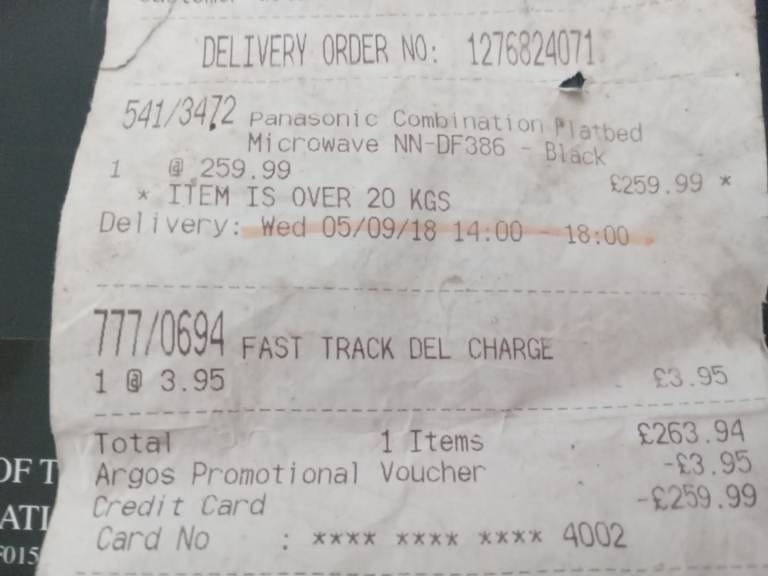 DELIVERY ORDER NO: 1276824071
541/3472 Panasonic Combination Flatbed
Microwave NN-DF386 - Black
1 @ 259.99 £259.99 *
* ITEM IS OVER 20 KGS
Delivery: Wed 05/09/18 14:00 - 18:00
777/0694 FAST TRACK DEL CHARGE
1 @ 3.95 £3.95
Total 1 Items £263.94
Argos Promotional Voucher -£3.95
Credit Card -£259.99
Card No : **** **** **** 4002
OF T
ATI
F015